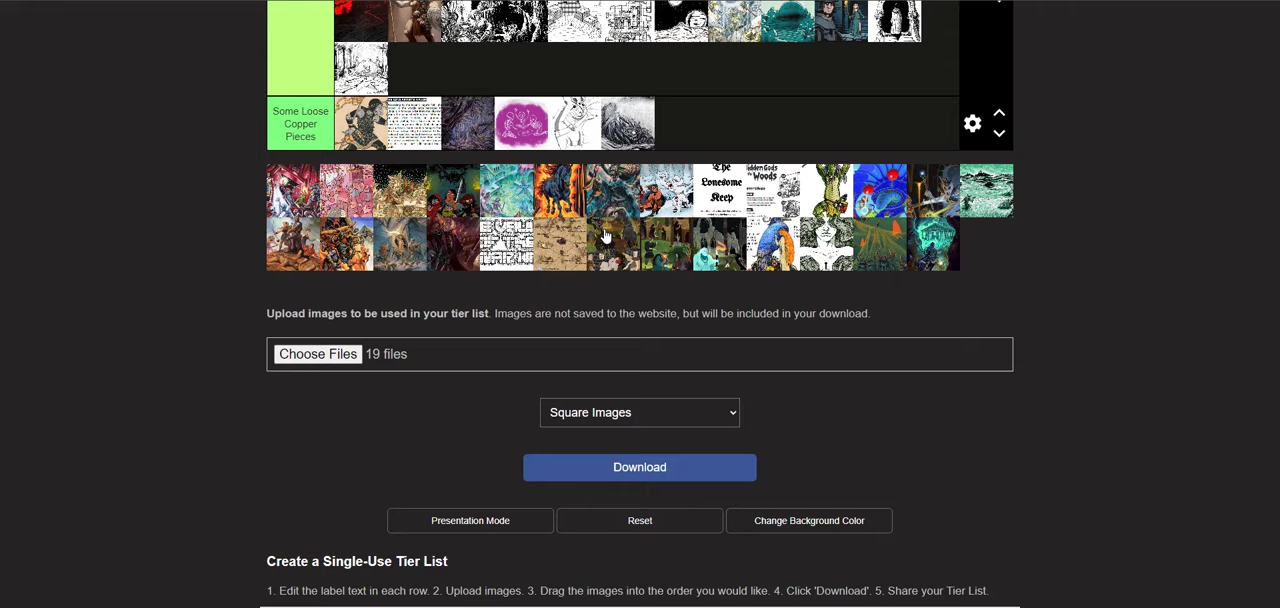 Some Loose
Copper
Pieces
The
Lonesome
Keep
Hidden Gods
Woods
Upload images to be used in your tier list. Images are not saved to the website, but will be included in your download.
Choose Files 19 files
Square Images
Download
Presentation Mode Reset Change Background Color
Create a Single-Use Tier List
1. Edit the label text in each row. 2. Upload images. 3. Drag the images into the order you would like. 4. Click 'Download'. 5. Share your Tier List.